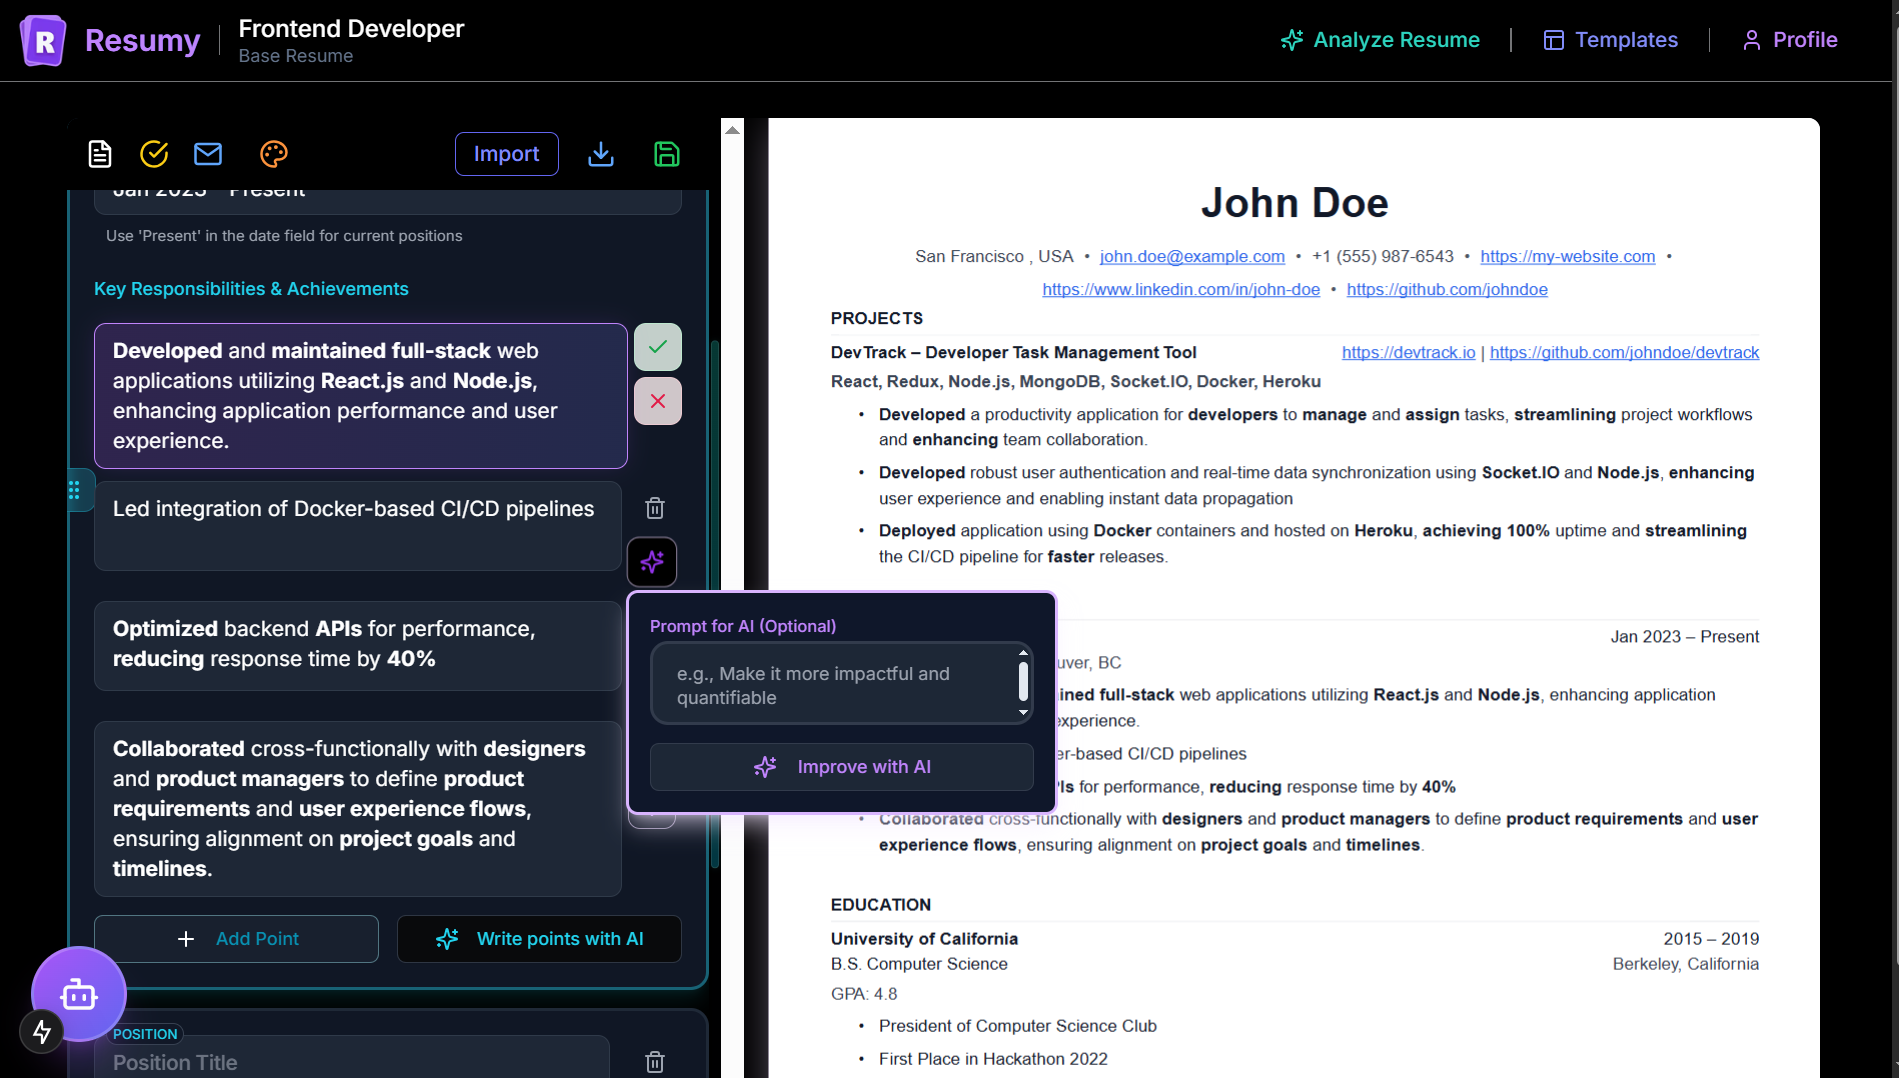 R Resumy
Frontend Developer
Base Resume
Analyze Resume
Templates
Profile
Import
Jan 2023 – Present
Use 'Present' in the date field for current positions
Key Responsibilities & Achievements
Developed and maintained full-stack web
applications utilizing React.js and Node.js,
enhancing application performance and user
experience.
Led integration of Docker-based CI/CD pipelines
Optimized backend APIs for performance,
reducing response time by 40%
Collaborated cross-functionally with designers
and product managers to define product
requirements and user experience flows,
ensuring alignment on project goals and
timelines.
Add Point
Write points with AI
POSITION
Position Title
Prompt for AI (Optional)
e.g., Make it more impactful and
quantifiable
Improve with AI
John Doe
San Francisco , USA • john.doe@example.com • +1 (555) 987-6543 • https://my-website.com •
https://www.linkedin.com/in/john-doe • https://github.com/johndoe
PROJECTS
DevTrack – Developer Task Management Tool https://devtrack.io | https://github.com/johndoe/devtrack
React, Redux, Node.js, MongoDB, Socket.IO, Docker, Heroku
• Developed a productivity application for developers to manage and assign tasks, streamlining project workflows
and enhancing team collaboration.
• Developed robust user authentication and real-time data synchronization using Socket.IO and Node.js, enhancing
user experience and enabling instant data propagation
• Deployed application using Docker containers and hosted on Heroku, achieving 100% uptime and streamlining
the CI/CD pipeline for faster releases.
Jan 2023 – Present
uver, BC
ined full-stack web applications utilizing React.js and Node.js, enhancing application
experience.
er-based CI/CD pipelines
Is for performance, reducing response time by 40%
• Collaborated cross-functionally with designers and product managers to define product requirements and user
experience flows, ensuring alignment on project goals and timelines.
EDUCATION
University of California 2015 – 2019
B.S. Computer Science Berkeley, California
GPA: 4.8
• President of Computer Science Club
• First Place in Hackathon 2022